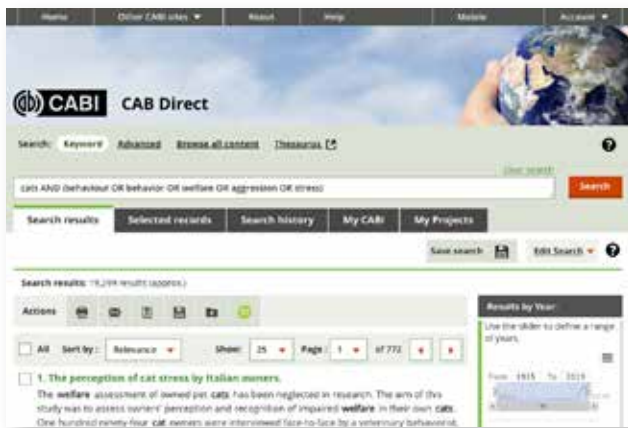 Home Other CABI sites About Help Mobile Account
CABI CAB Direct
Search: Keyword Advanced Browse all content Thesaurus
Clear search
cats AND (behaviour OR behavior OR welfare OR aggression OR stress)
Search
Search results Selected records Search history My CABI My Projects
Save search Edit Search
Search results: results (approx.)
Actions
Results by Year
Use the slider to define a range of years.
All Sort by: Relevance Show: 25 Page: 1 of 772
From To
1. The perception of cat stress by Italian owners.
The welfare assessment of owned pet cats has been neglected in research. The aim of this
study was to assess owners' perception and recognition of impaired welfare in their own cats.
One hundred ninety-four cat owners were interviewed face-to-face by a veterinary behaviorist,